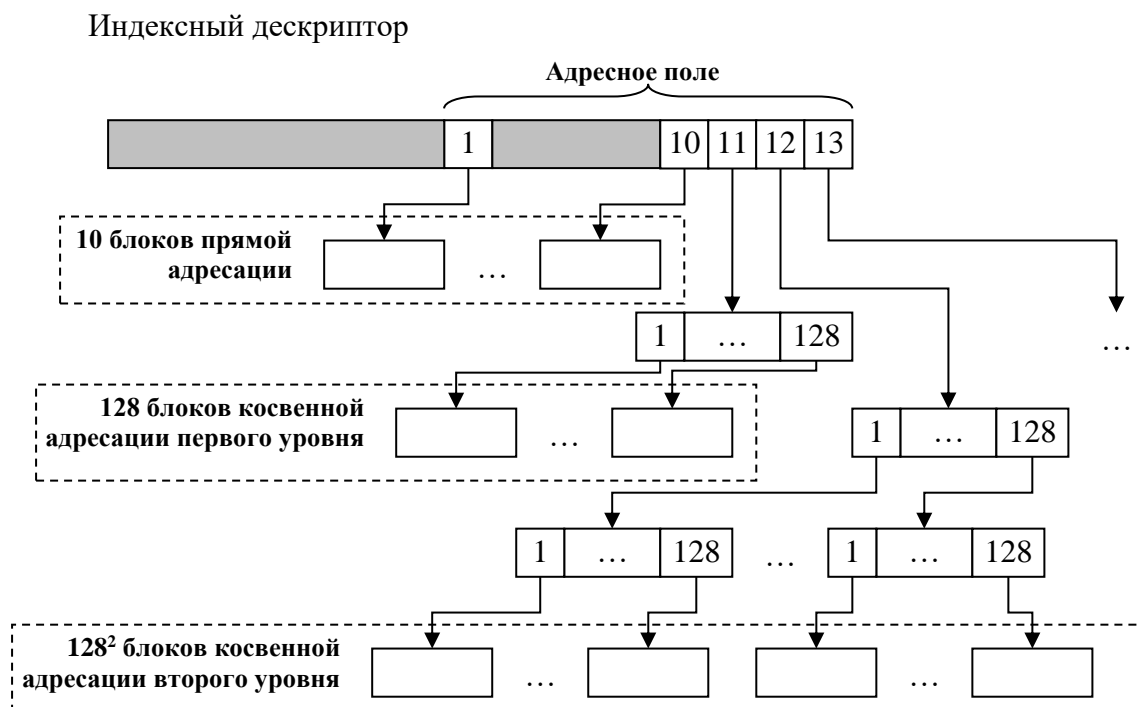 Индексный дескриптор
Адресное поле
1 10 11 12 13
10 блоков прямой
адресации
…
1 … 128
…
128 блоков косвенной
адресации первого уровня
…
1 … 128
1 … 128 … 1 … 128
128² блоков косвенной
адресации второго уровня
… …